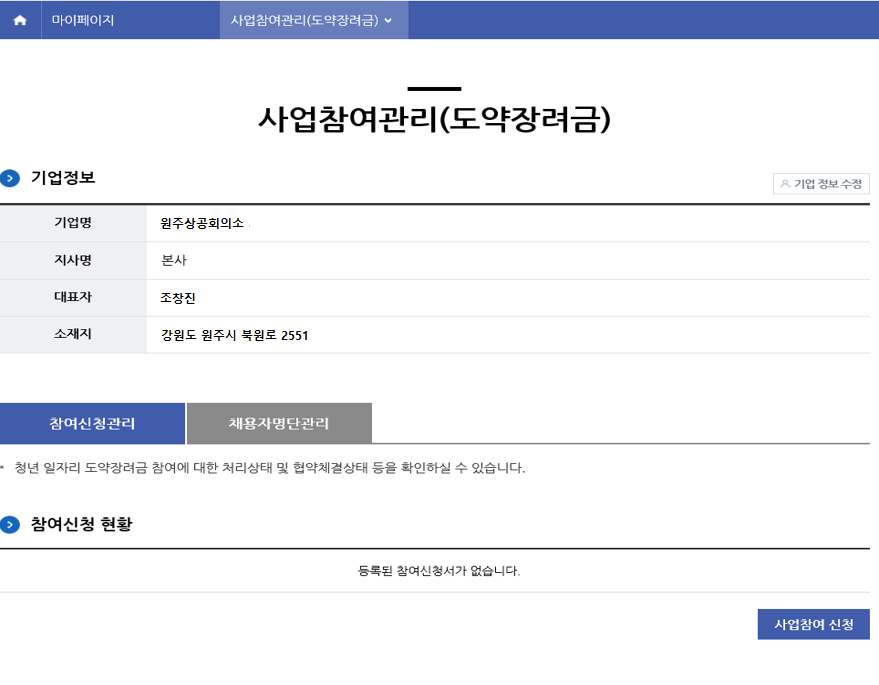 마이페이지
사업참여관리(도약장려금)
사업참여관리(도약장려금)
기업정보
기업 정보 수정
기업명 원주상공회의소
지사명 본사
대표자 조창진
소재지 강원도 원주시 북원로 2551
참여신청관리 채용자명단관리
청년 일자리 도약장려금 참여에 대한 처리상태 및 협약체결상태 등을 확인하실 수 있습니다.
참여신청 현황
등록된 참여신청서가 없습니다.
사업참여 신청